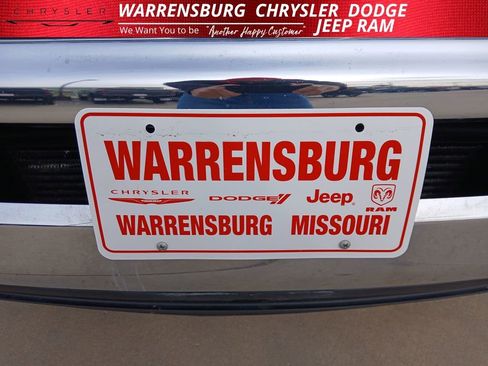 CHRYSLER
WARRENSBURG CHRYSLER DODGE
JEEP RAM
We Want You to be "Another Happy Customer"
WARRENSBURG
CHRYSLER DODGE Jeep RAM
WARRENSBURG MISSOURI